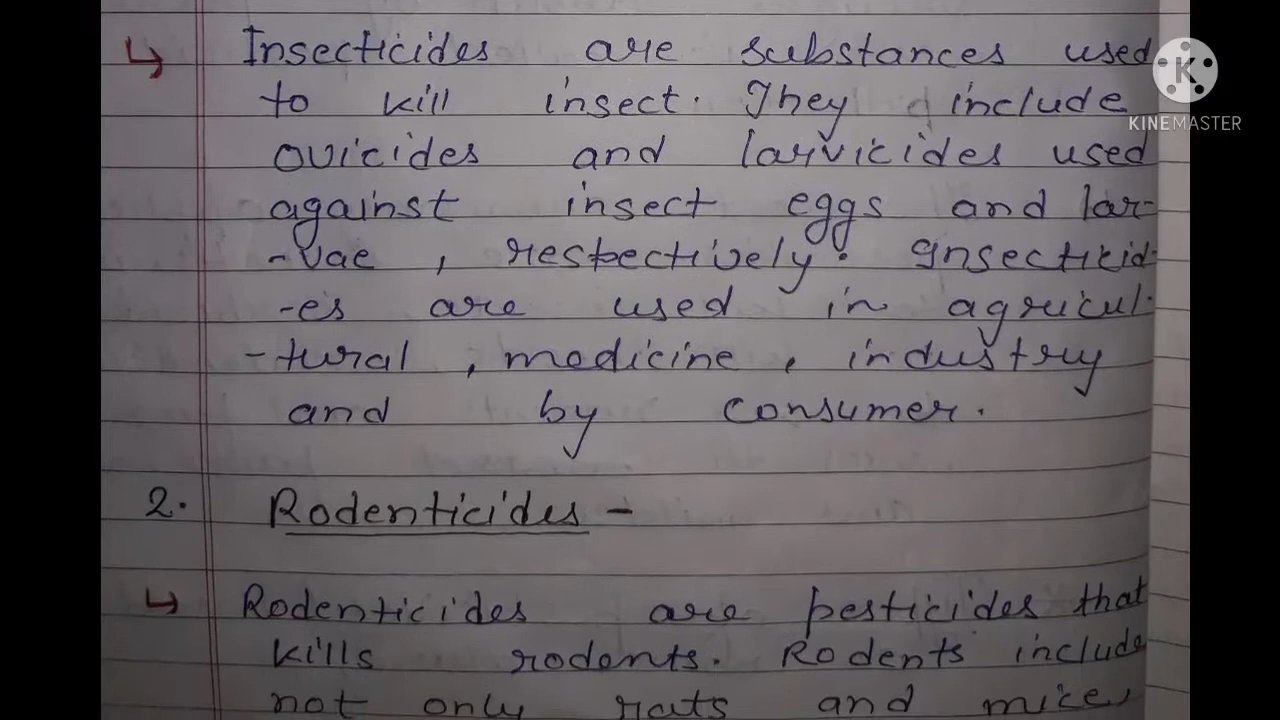 ↳ Insecticides are substances used
to kill insect. They include
ovicides and larvicides used
against insect eggs and lar-
-vae, respectively. Insecticid-
-es are used in agricul-
-tural, medicine, industry
and by consumer.
2. Rodenticides -
↳ Rodenticides are pesticides that
kills rodents. Rodents include
not only rats and mice,
K
KINEMASTER